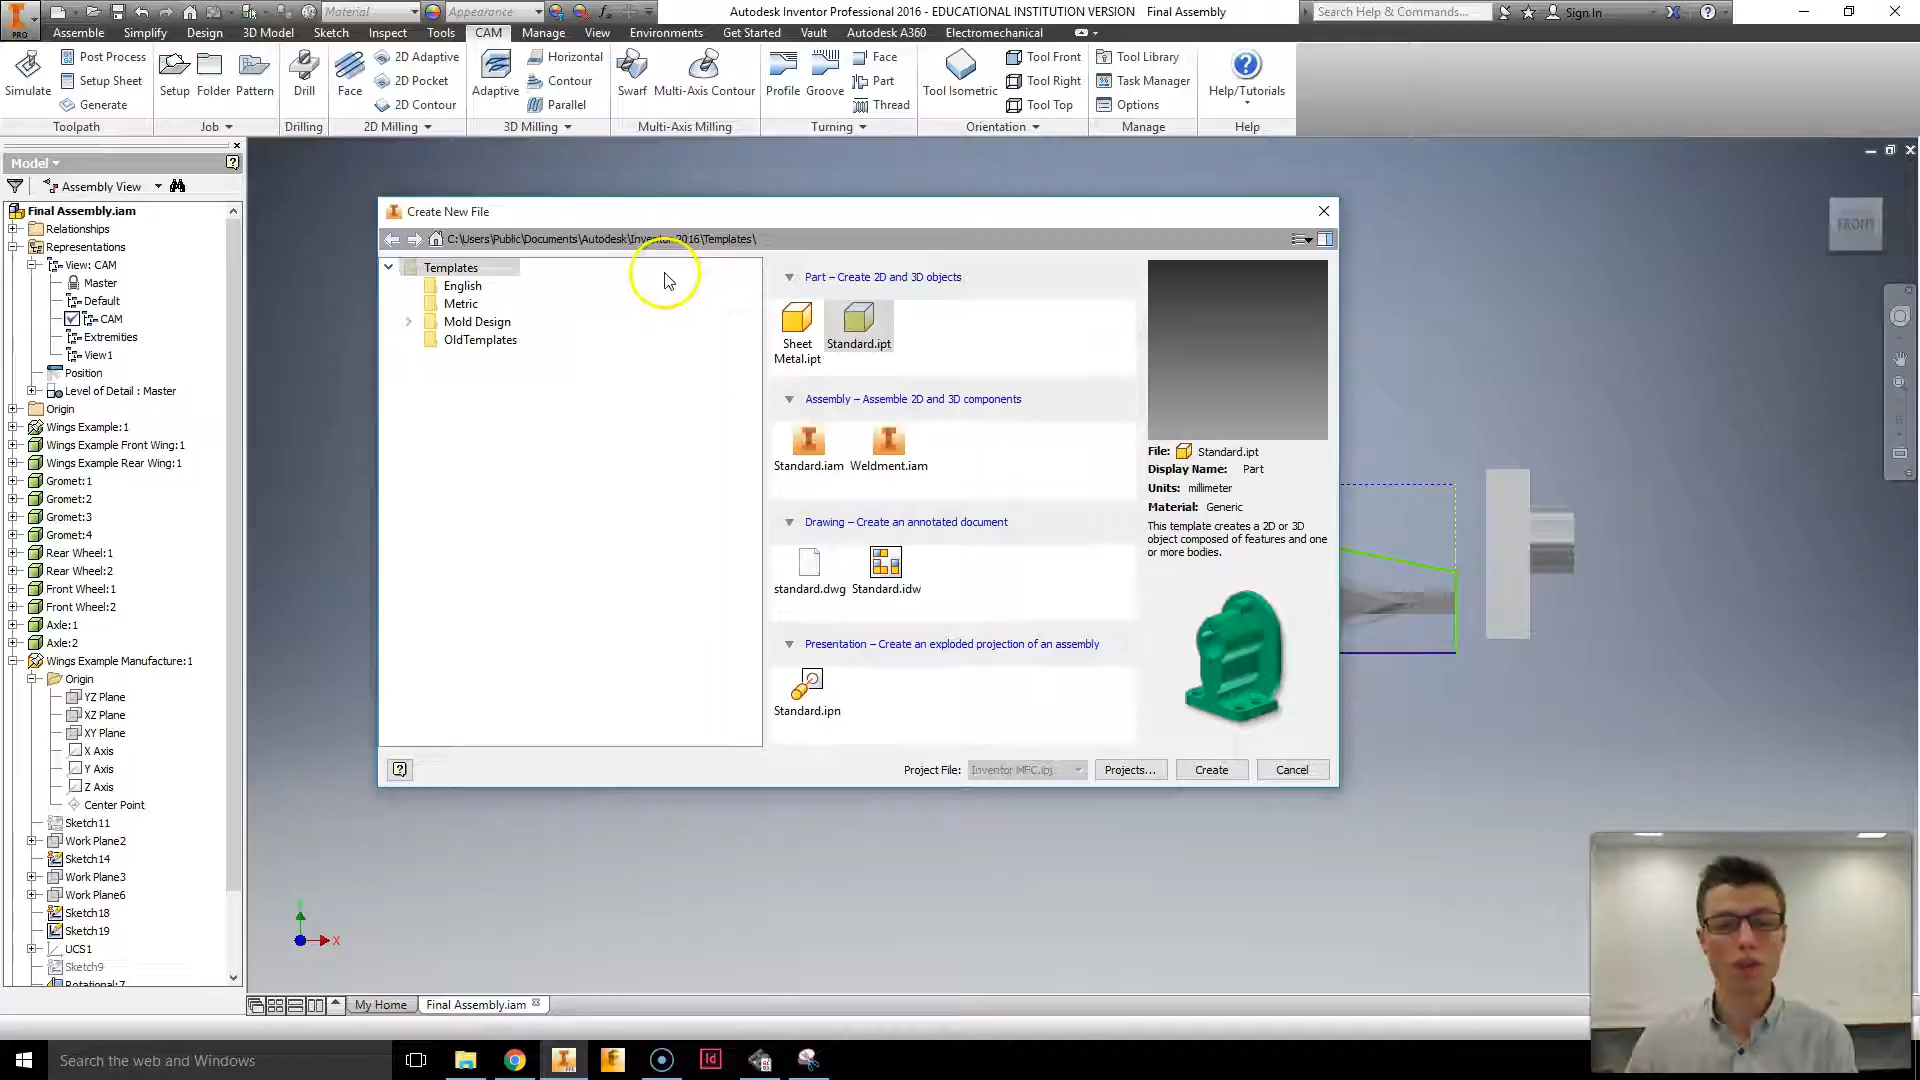 Material
Appearance
Autodesk Inventor Professional 2016 - EDUCATIONAL INSTITUTION VERSION Final Assembly
Search Help & Commands...
Sign In
PRO
Assemble Simplify Design 3D Model Sketch Inspect Tools CAM Manage View Environments Get Started Vault Autodesk A360 Electromechanical
Post Process
Setup Sheet
Generate
Simulate
Setup Folder Pattern
Drill
Face
2D Adaptive
2D Pocket
2D Contour
Adaptive
Horizontal
Contour
Parallel
Swarf Multi-Axis Contour
Profile Groove
Face
Part
Thread
Tool Isometric
Tool Front
Tool Right
Tool Top
Tool Library
Task Manager
Options
Help/Tutorials
Toolpath Job Drilling 2D Milling 3D Milling Multi-Axis Milling Turning Orientation Manage Help
Model
Assembly View
Final Assembly.iam
Relationships
Representations
View: CAM
Master
Default
CAM
Extremities
View1
Position
Level of Detail : Master
Origin
Wings Example:1
Wings Example Front Wing:1
Wings Example Rear Wing:1
Gromet:1
Gromet:2
Gromet:3
Gromet:4
Rear Wheel:1
Rear Wheel:2
Front Wheel:1
Front Wheel:2
Axle:1
Axle:2
Wings Example Manufacture:1
Origin
YZ Plane
XZ Plane
XY Plane
X Axis
Y Axis
Z Axis
Center Point
Sketch11
Work Plane2
Sketch14
Work Plane3
Work Plane6
Sketch18
Sketch19
UCS1
Sketch9
Rotational:7
Create New File
C:\Users\Public\Documents\Autodesk\Inventor 2016\Templates\
Templates
English
Metric
Mold Design
OldTemplates
Part – Create 2D and 3D objects
Sheet Metal.ipt
Standard.ipt
Assembly – Assemble 2D and 3D components
Standard.iam Weldment.iam
Drawing – Create an annotated document
standard.dwg Standard.idw
Presentation – Create an exploded projection of an assembly
Standard.ipn
File: Standard.ipt
Display Name: Part
Units: millimeter
Material: Generic
This template creates a 2D or 3D
object composed of features and one
or more bodies.
Project File: Inventor MFC.ipj Projects... Create Cancel
FRONT
X
My Home Final Assembly.iam
Search the web and Windows
Id